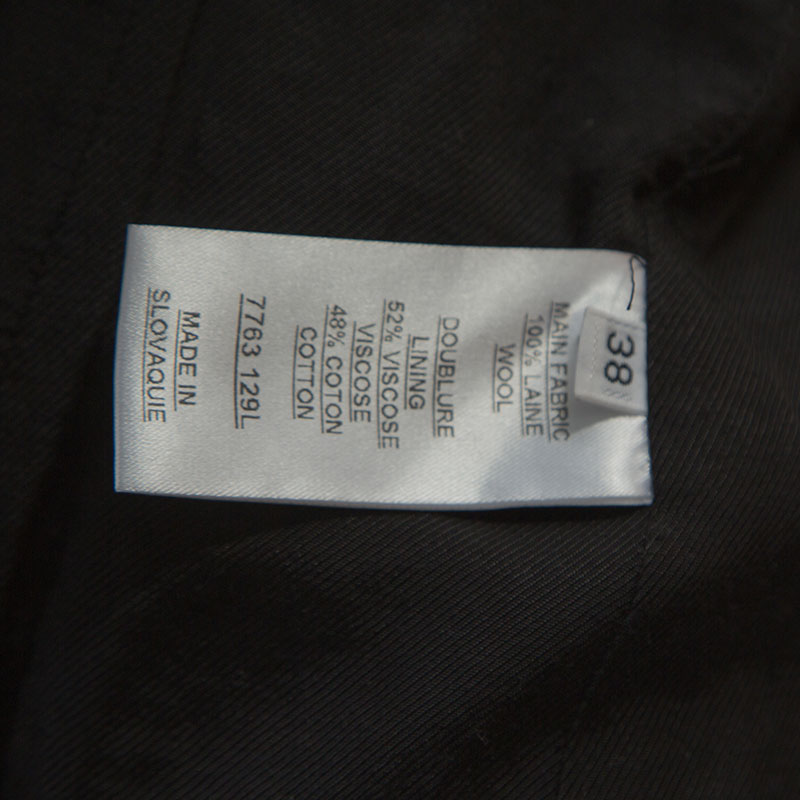 38
MAIN FABRIC
100% LAINE
WOOL
DOUBLURE
LINING
52% VISCOSE
VISCOSE
48% COTON
COTTON
7763 129L
MADE IN
SLOVAQUIE